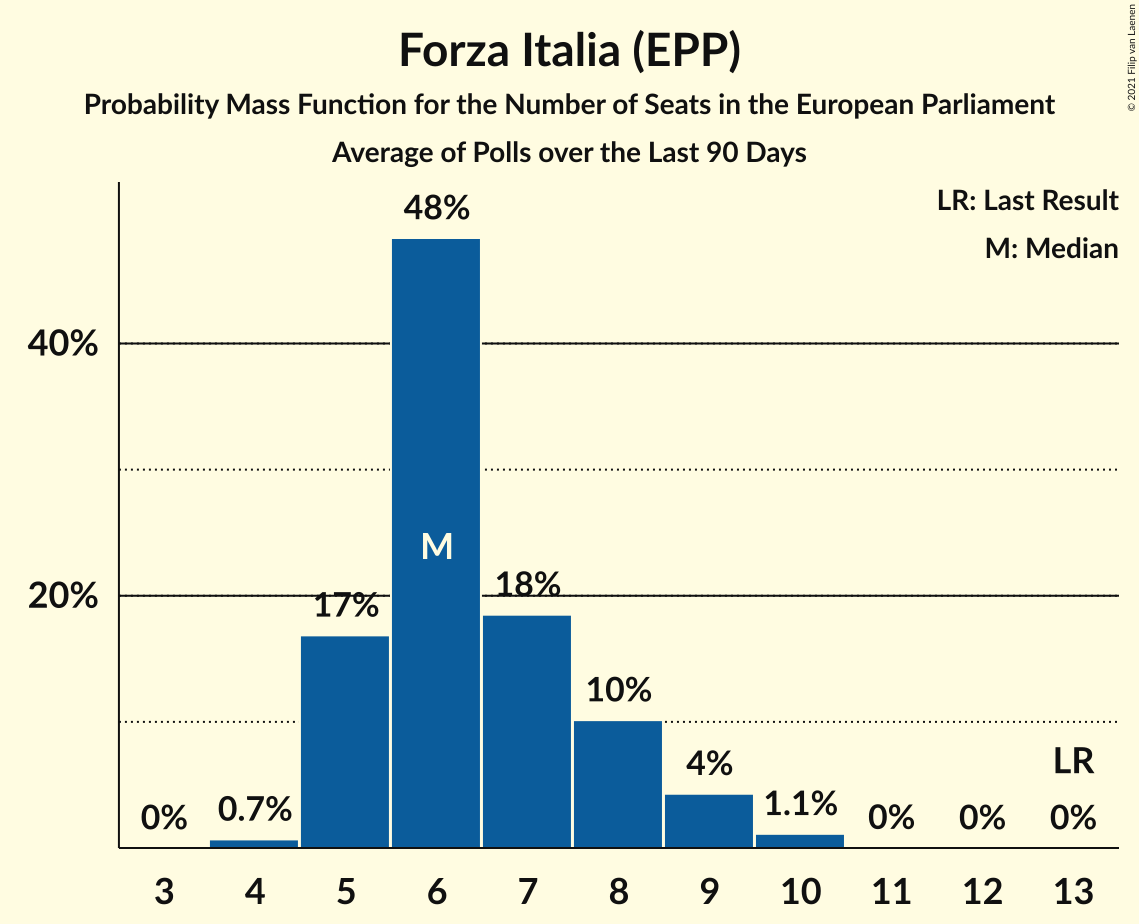 Forza Italia (EPP)
Probability Mass Function for the Number of Seats in the European Parliament
Average of Polls over the Last 90 Days
© 2021 Filip van Laenen
LR: Last Result
M: Median
48%
40%
M
20%
17%
18%
10%
4%
LR
0%
0.7%
1.1%
0%
0%
0%
3 4 5 6 7 8 9 10 11 12 13